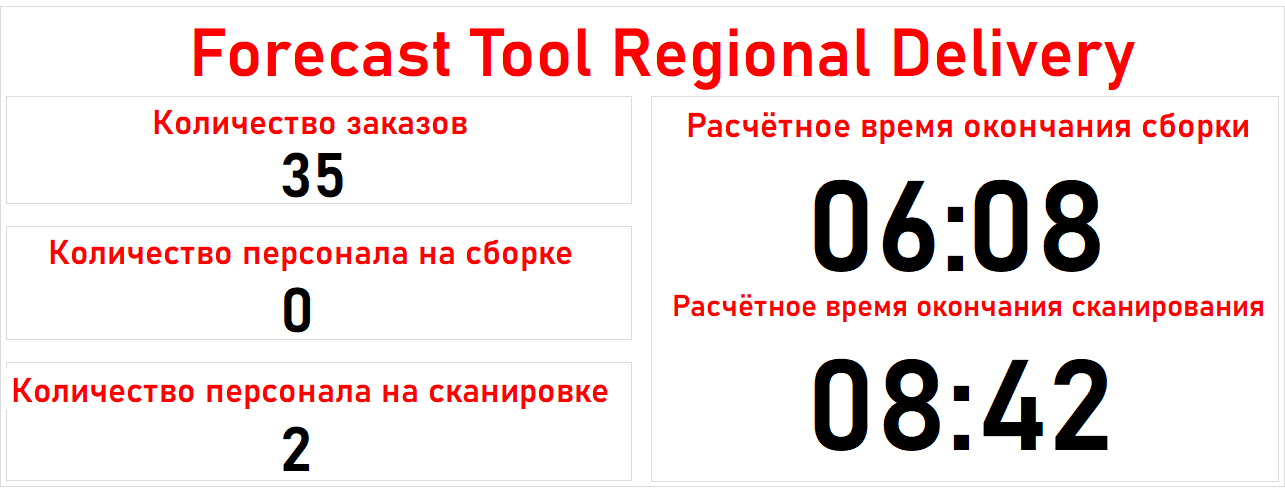 Forecast Tool Regional Delivery
Количество заказов
35
Количество персонала на сборке
0
Количество персонала на сканировке
2
Расчётное время окончания сборки
06:08
Расчётное время окончания сканирования
08:42